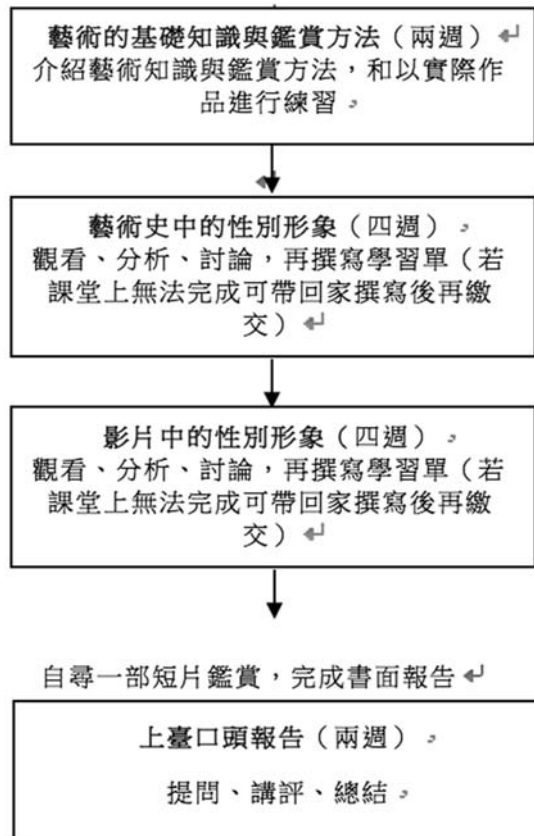 藝術的基礎知識與鑑賞方法（兩週）
介紹藝術知識與鑑賞方法，和以實際作
品進行練習。
藝術史中的性別形象（四週）。
觀看、分析、討論，再撰寫學習單（若
課堂上無法完成可帶回家撰寫後再繳
交）
影片中的性別形象（四週）。
觀看、分析、討論，再撰寫學習單（若
課堂上無法完成可帶回家撰寫後再繳
交）
自尋一部短片鑑賞，完成書面報告
上臺口頭報告（兩週）。
提問、講評、總結。